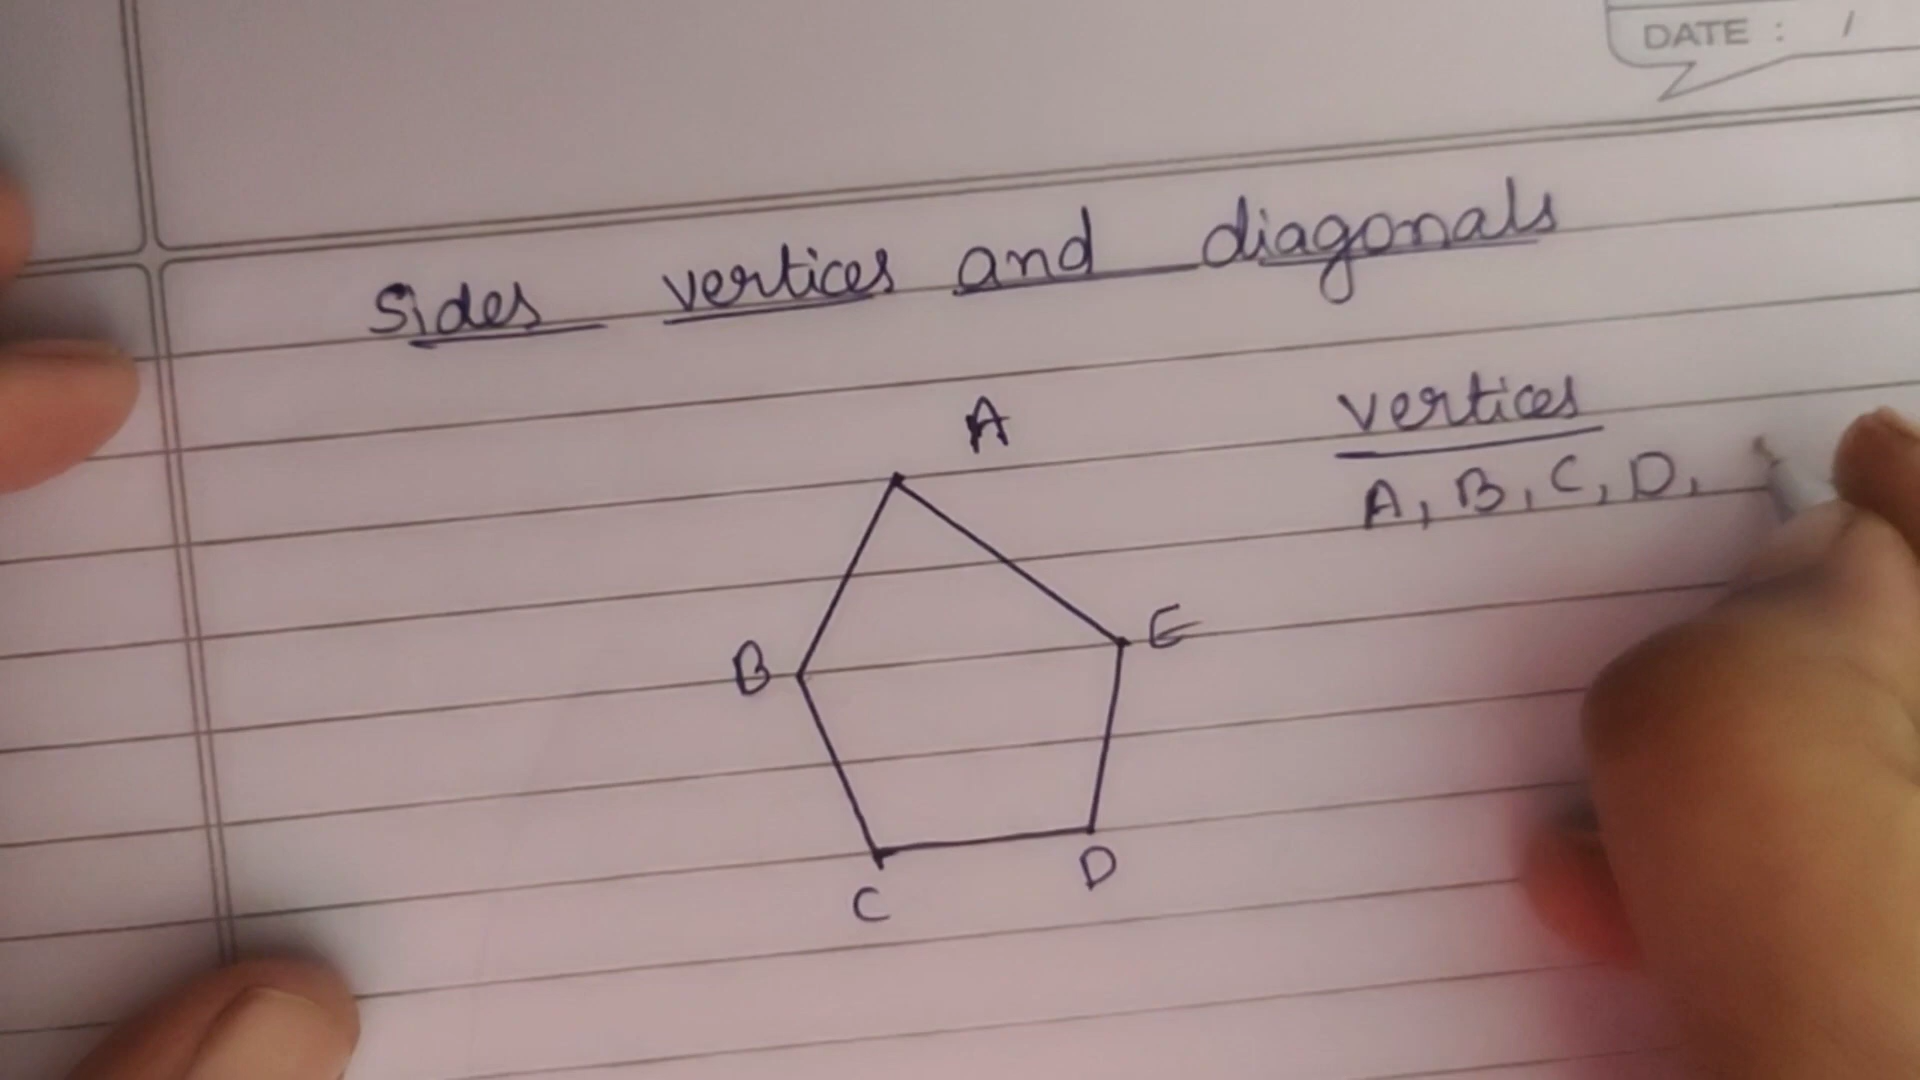 DATE : /
Sides vertices and diagonals
A
vertices
A, B, C, D,
E
B
D
C